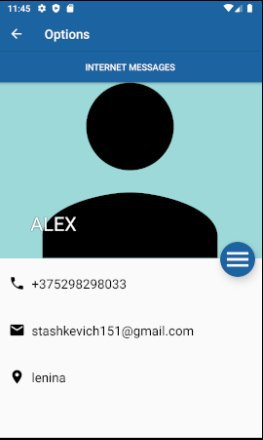 11:45
Options
INTERNET MESSAGES
ALEX
+375298298033
stashkevich151@gmail.com
lenina